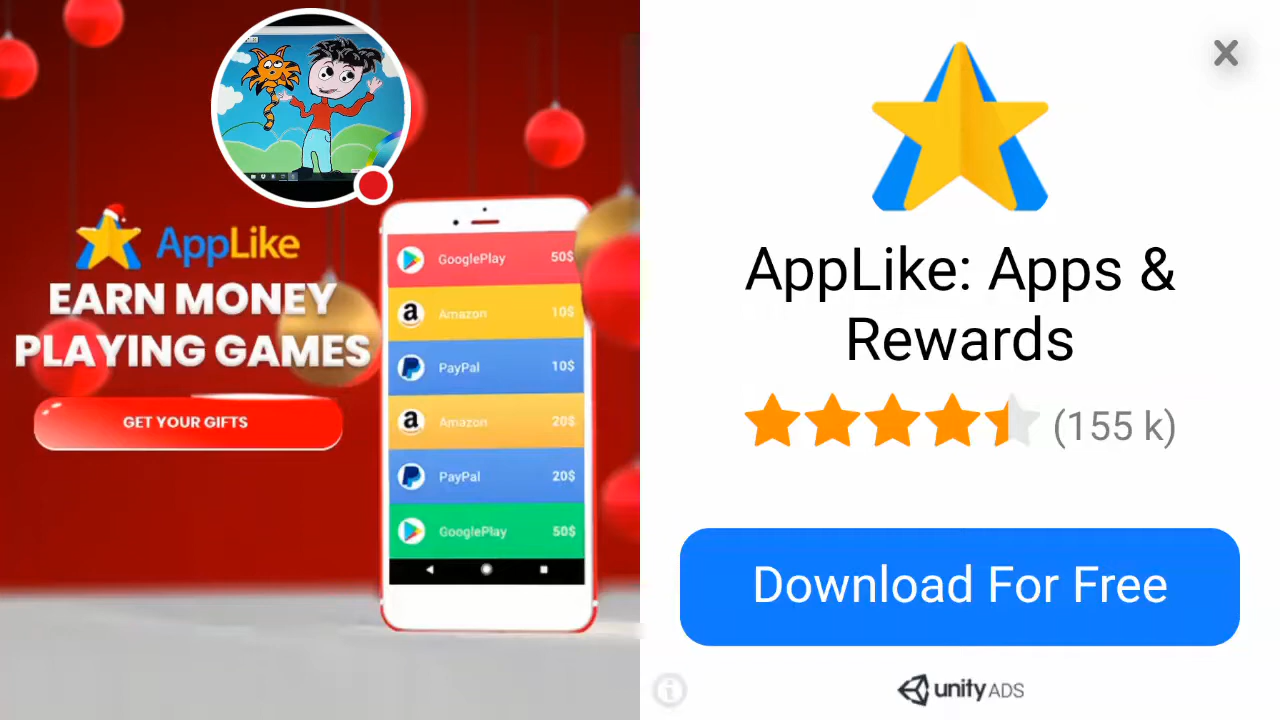 AppLike
EARN MONEY
PLAYING GAMES
GET YOUR GIFTS
GooglePlay 50$
Amazon 10$
PayPal 10$
Amazon 20$
PayPal 20$
GooglePlay 50$
AppLike: Apps &
Rewards
(155 k)
Download For Free
unity ADS